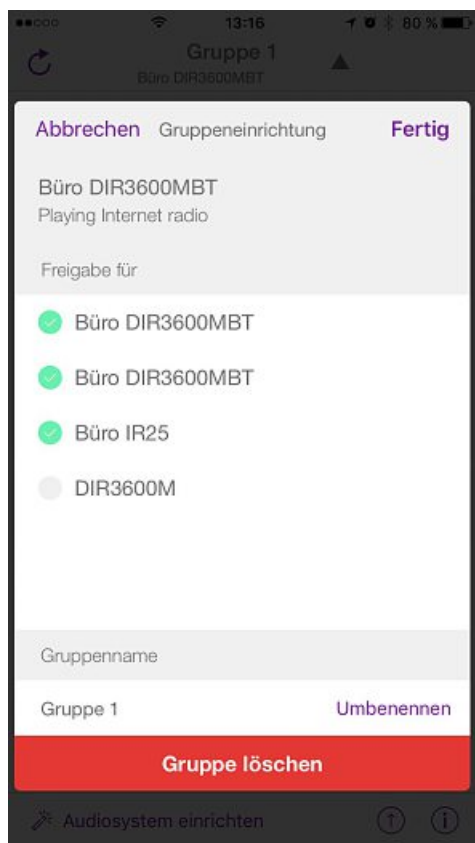 13:16
80 %
Gruppe 1
Büro DIR3600MBT
Abbrechen Gruppeneinrichtung Fertig
Büro DIR3600MBT
Playing Internet radio
Freigabe für
Büro DIR3600MBT
Büro DIR3600MBT
Büro IR25
DIR3600M
Gruppenname
Gruppe 1 Umbenennen
Gruppe löschen
Audiosystem einrichten